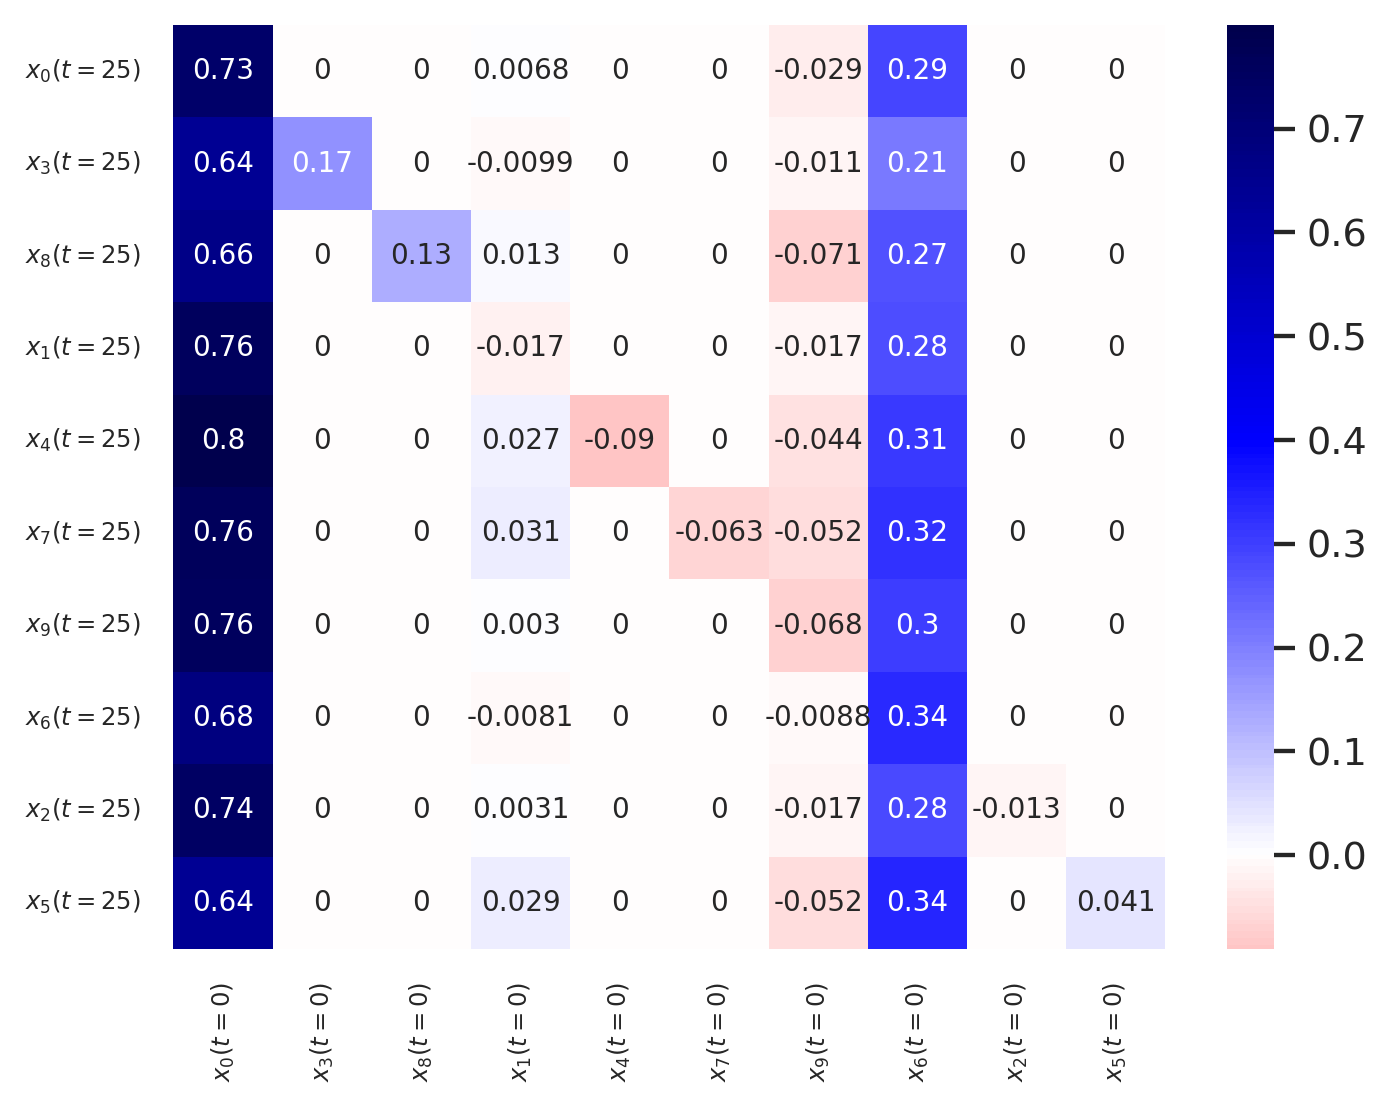 x₀(t = 25) 0.73 0 0 0.0068 0 0 -0.029 0.29 0 0
x₃(t = 25) 0.64 0.17 0 -0.0099 0 0 -0.011 0.21 0 0
x₈(t = 25) 0.66 0 0.13 0.013 0 0 -0.071 0.27 0 0
x₁(t = 25) 0.76 0 0 -0.017 0 0 -0.017 0.28 0 0
x₄(t = 25) 0.8 0 0 0.027 -0.09 0 -0.044 0.31 0 0
x₇(t = 25) 0.76 0 0 0.031 0 -0.063 -0.052 0.32 0 0
x₉(t = 25) 0.76 0 0 0.003 0 0 -0.068 0.3 0 0
x₆(t = 25) 0.68 0 0 -0.0081 0 0 -0.0088 0.34 0 0
x₂(t = 25) 0.74 0 0 0.0031 0 0 -0.017 0.28 -0.013 0
x₅(t = 25) 0.64 0 0 0.029 0 0 -0.052 0.34 0 0.041
x₀(t = 0)
x₃(t = 0)
x₈(t = 0)
x₁(t = 0)
x₄(t = 0)
x₇(t = 0)
x₉(t = 0)
x₆(t = 0)
x₂(t = 0)
x₅(t = 0)
0.7
0.6
0.5
0.4
0.3
0.2
0.1
0.0